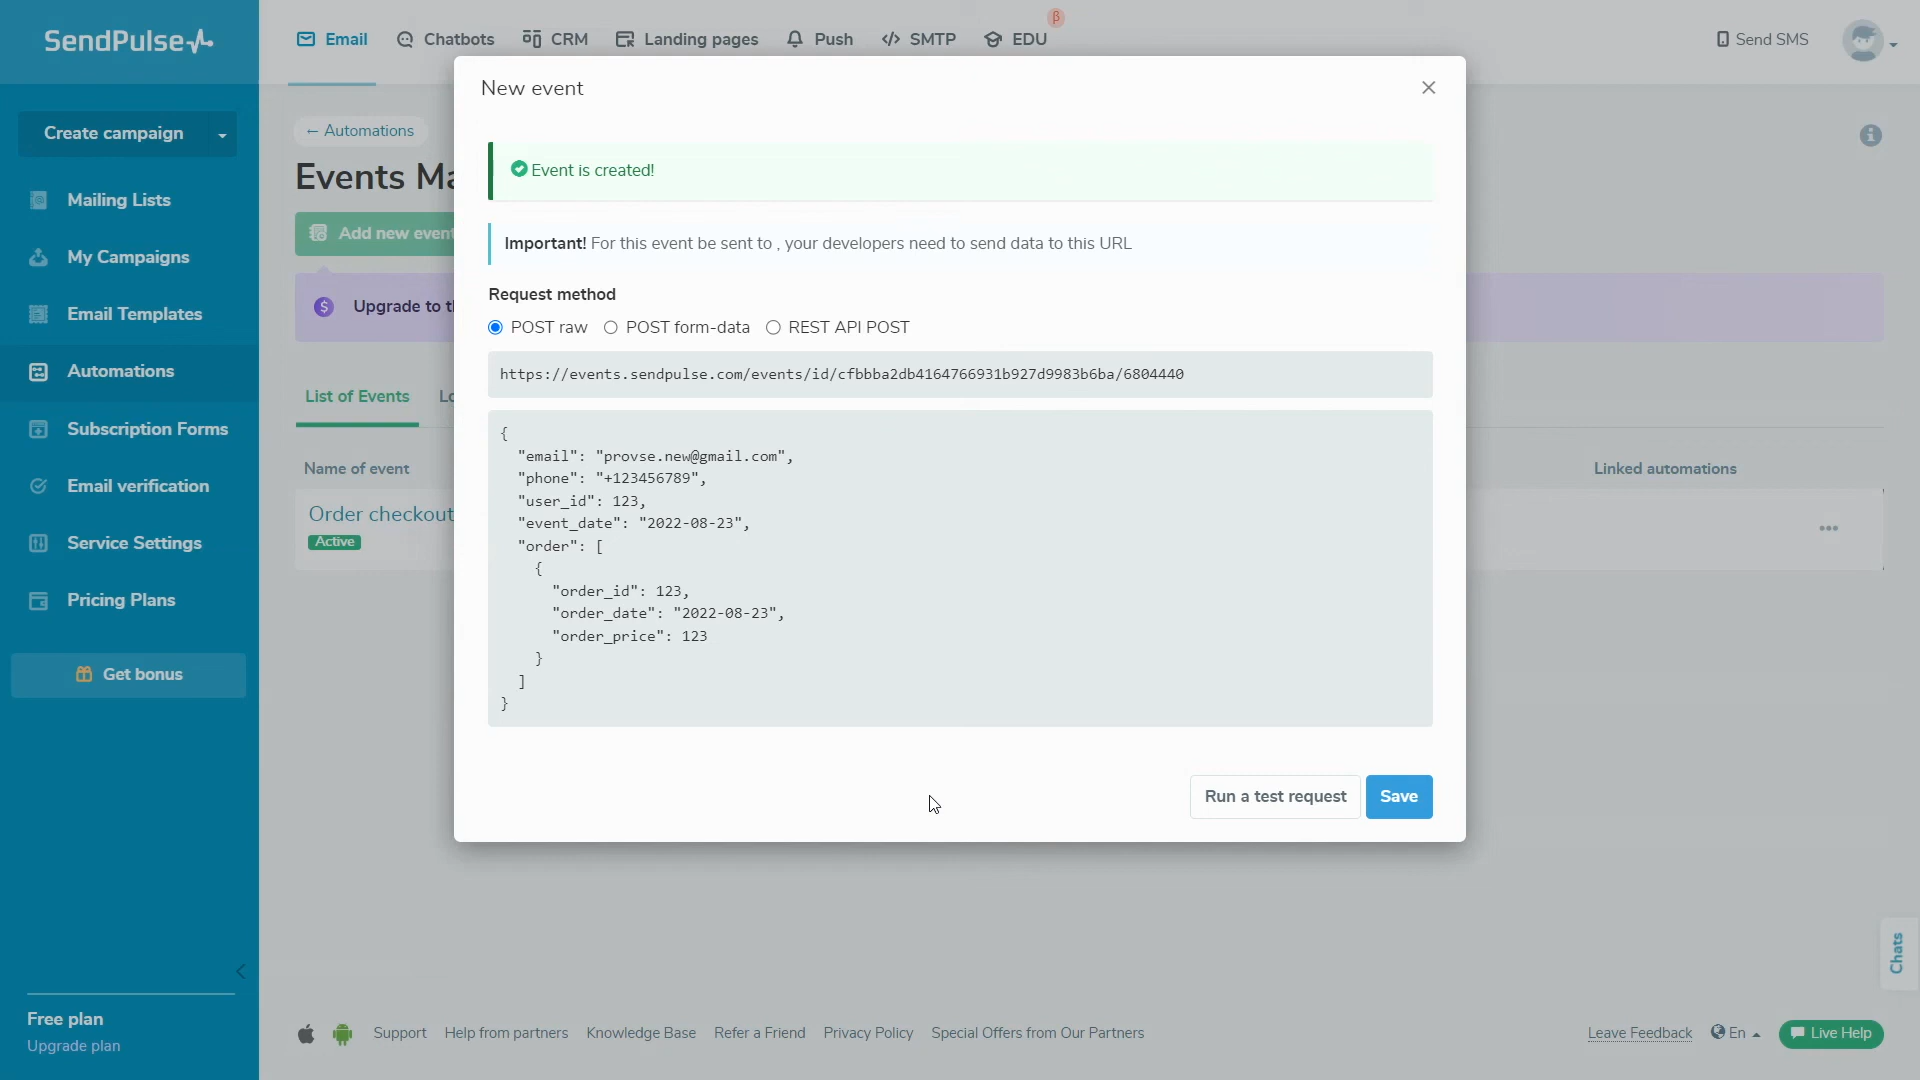 SendPulse
Email
Chatbots
CRM
Landing pages
Push
SMTP
EDU
β
Send SMS
Create campaign
Mailing Lists
My Campaigns
Email Templates
Automations
Subscription Forms
Email verification
Service Settings
Pricing Plans
Get bonus
Free plan
Upgrade plan
← Automations
Events Ma
Add new event
$ Upgrade to t
List of Events
Lo
Name of event
Linked automations
Order checkout
Active
•••
New event
Event is created!
Important! For this event be sent to , your developers need to send data to this URL
Request method
POST raw POST form-data REST API POST
https://events.sendpulse.com/events/id/cfbbba2db4164766931b927d9983b6ba/6804440
{
"email": "provse.new@gmail.com",
"phone": "+123456789",
"user_id": 123,
"event_date": "2022-08-23",
"order": [
{
"order_id": 123,
"order_date": "2022-08-23",
"order_price": 123
}
]
}
Run a test request
Save
Chats
Support Help from partners Knowledge Base Refer a Friend Privacy Policy Special Offers from Our Partners
Leave Feedback En Live Help